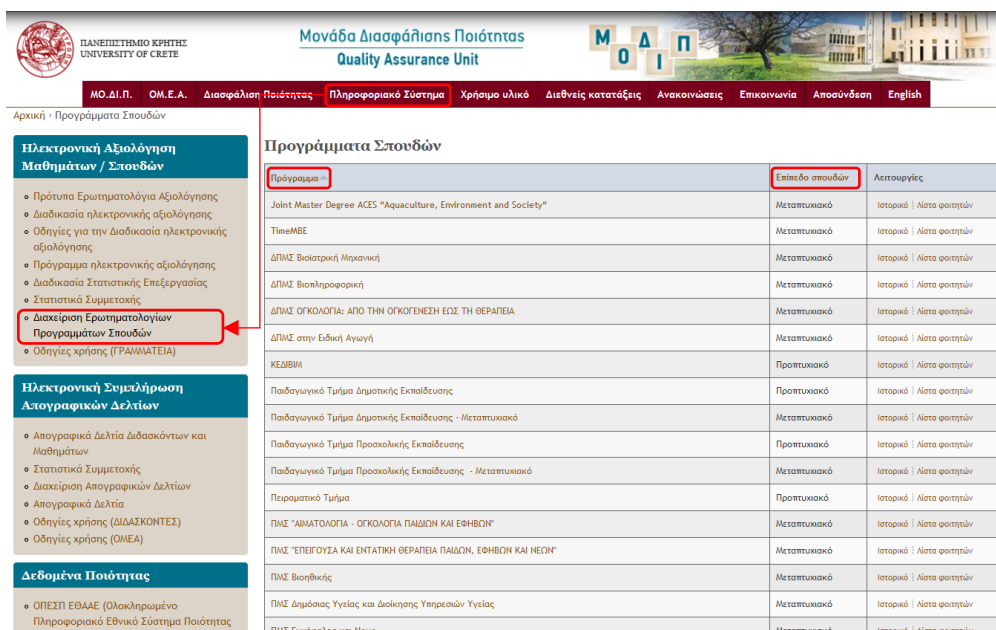 ΠΑΝΕΠΙΣΤΗΜΙΟ ΚΡΗΤΗΣ
UNIVERSITY OF CRETE
Μονάδα Διασφάλισης Ποιότητας
Quality Assurance Unit
Μ Ο Δ Ι Π
ΜΟ.ΔΙ.Π. ΟΜ.Ε.Α. Διασφάλιση Ποιότητας Πληροφοριακό Σύστημα Χρήσιμο υλικό Διεθνείς κατατάξεις Ανακοινώσεις Επικοινωνία Αποσύνδεση English
Αρχική › Προγράμματα Σπουδών
Ηλεκτρονική Αξιολόγηση
Μαθημάτων / Σπουδών
Πρότυπα Ερωτηματολόγια Αξιολόγησης
Διαδικασία ηλεκτρονικής αξιολόγησης
Οδηγίες για την Διαδικασία ηλεκτρονικής
αξιολόγησης
Πρόγραμμα ηλεκτρονικής αξιολόγησης
Διαδικασία Στατιστικής Επεξεργασίας
Στατιστικά Συμμετοχής
Διαχείριση Ερωτηματολογίων
Προγραμμάτων Σπουδών
Οδηγίες χρήσης (ΓΡΑΜΜΑΤΕΙΑ)
Ηλεκτρονική Συμπλήρωση
Απογραφικών Δελτίων
Απογραφικά Δελτία Διδασκόντων και
Μαθημάτων
Στατιστικά Συμμετοχής
Διαχείριση Απογραφικών Δελτίων
Απογραφικά Δελτία
Οδηγίες χρήσης (ΔΙΔΑΣΚΟΝΤΕΣ)
Οδηγίες χρήσης (ΟΜΕΑ)
Δεδομένα Ποιότητας
ΟΠΕΣΠ ΕΘΑΑΕ (Ολοκληρωμένο
Πληροφοριακό Εθνικό Σύστημα Ποιότητας
Προγράμματα Σπουδών
Πρόγραμμα Επίπεδο σπουδών Λειτουργίες
Joint Master Degree ACES “Aquaculture, Environment and Society“ Μεταπτυχιακό Ιστορικό | Λίστα φοιτητών
TimeMBE Μεταπτυχιακό Ιστορικό | Λίστα φοιτητών
ΔΠΜΣ Βιοϊατρική Μηχανική Μεταπτυχιακό Ιστορικό | Λίστα φοιτητών
ΔΠΜΣ Βιοπληροφορική Μεταπτυχιακό Ιστορικό | Λίστα φοιτητών
ΔΠΜΣ ΟΓΚΟΛΟΓΙΑ: ΑΠΟ ΤΗΝ ΟΓΚΟΓΕΝΕΣΗ ΕΩΣ ΤΗ ΘΕΡΑΠΕΙΑ Μεταπτυχιακό Ιστορικό | Λίστα φοιτητών
ΔΠΜΣ στην Ειδική Αγωγή Μεταπτυχιακό Ιστορικό | Λίστα φοιτητών
ΚΕΔΙΒΙΜ Προπτυχιακό Ιστορικό | Λίστα φοιτητών
Παιδαγωγικό Τμήμα Δημοτικής Εκπαίδευσης Προπτυχιακό Ιστορικό | Λίστα φοιτητών
Παιδαγωγικό Τμήμα Δημοτικής Εκπαίδευσης - Μεταπτυχιακό Μεταπτυχιακό Ιστορικό | Λίστα φοιτητών
Παιδαγωγικό Τμήμα Προσχολικής Εκπαίδευσης Προπτυχιακό Ιστορικό | Λίστα φοιτητών
Παιδαγωγικό Τμήμα Προσχολικής Εκπαίδευσης - Μεταπτυχιακό Μεταπτυχιακό Ιστορικό | Λίστα φοιτητών
Πειραματικό Τμήμα Προπτυχιακό Ιστορικό | Λίστα φοιτητών
ΠΜΣ "ΑΙΜΑΤΟΛΟΓΙΑ - ΟΓΚΟΛΟΓΙΑ ΠΑΙΔΙΩΝ ΚΑΙ ΕΦΗΒΩΝ" Μεταπτυχιακό Ιστορικό | Λίστα φοιτητών
ΠΜΣ "ΕΠΕΙΓΟΥΣΑ ΚΑΙ ΕΝΤΑΤΙΚΗ ΘΕΡΑΠΕΙΑ ΠΑΙΔΩΝ, ΕΦΗΒΩΝ ΚΑΙ ΝΕΩΝ" Μεταπτυχιακό Ιστορικό | Λίστα φοιτητών
ΠΜΣ Βιοηθικής Μεταπτυχιακό Ιστορικό | Λίστα φοιτητών
ΠΜΣ Δημόσιας Υγείας και Διοίκησης Υπηρεσιών Υγείας Μεταπτυχιακό Ιστορικό | Λίστα φοιτητών